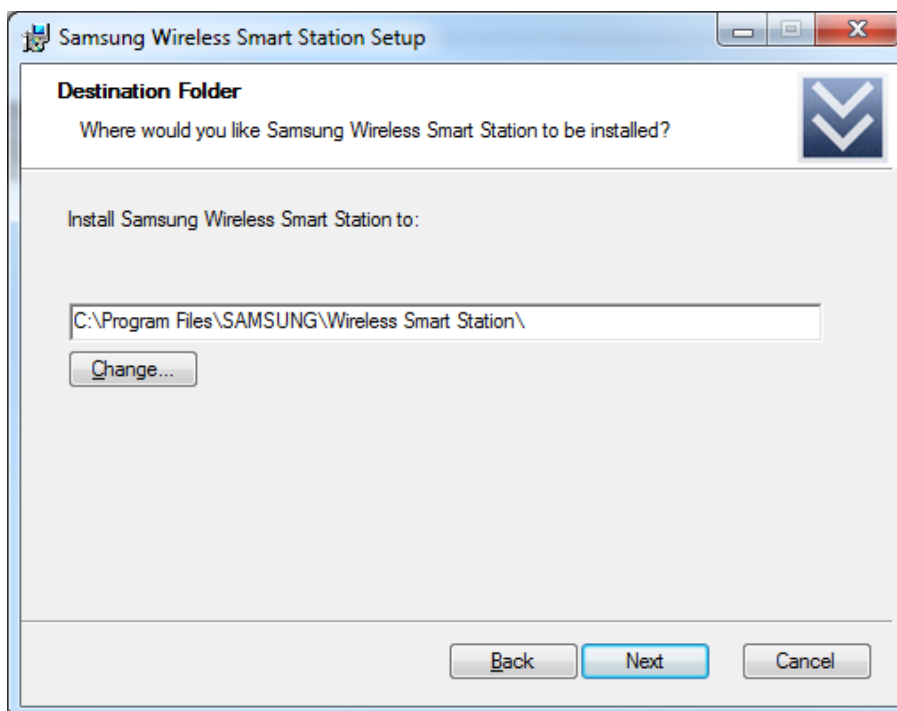 Samsung Wireless Smart Station Setup
Destination Folder
Where would you like Samsung Wireless Smart Station to be installed?
Install Samsung Wireless Smart Station to:
C:\Program Files\SAMSUNG\Wireless Smart Station\
Change...
Back Next Cancel